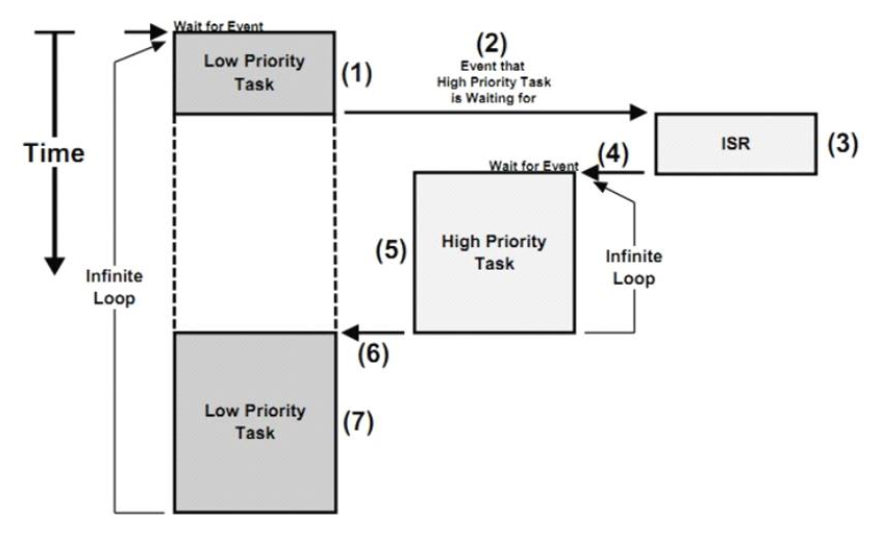 Wait for Event
Low Priority
Task
(1)
(2)
Event that
High Priority Task
is Waiting for
ISR
(3)
Time
Wait for Event
(4)
(5)
High Priority
Task
Infinite
Loop
Infinite
Loop
(6)
Low Priority
Task
(7)